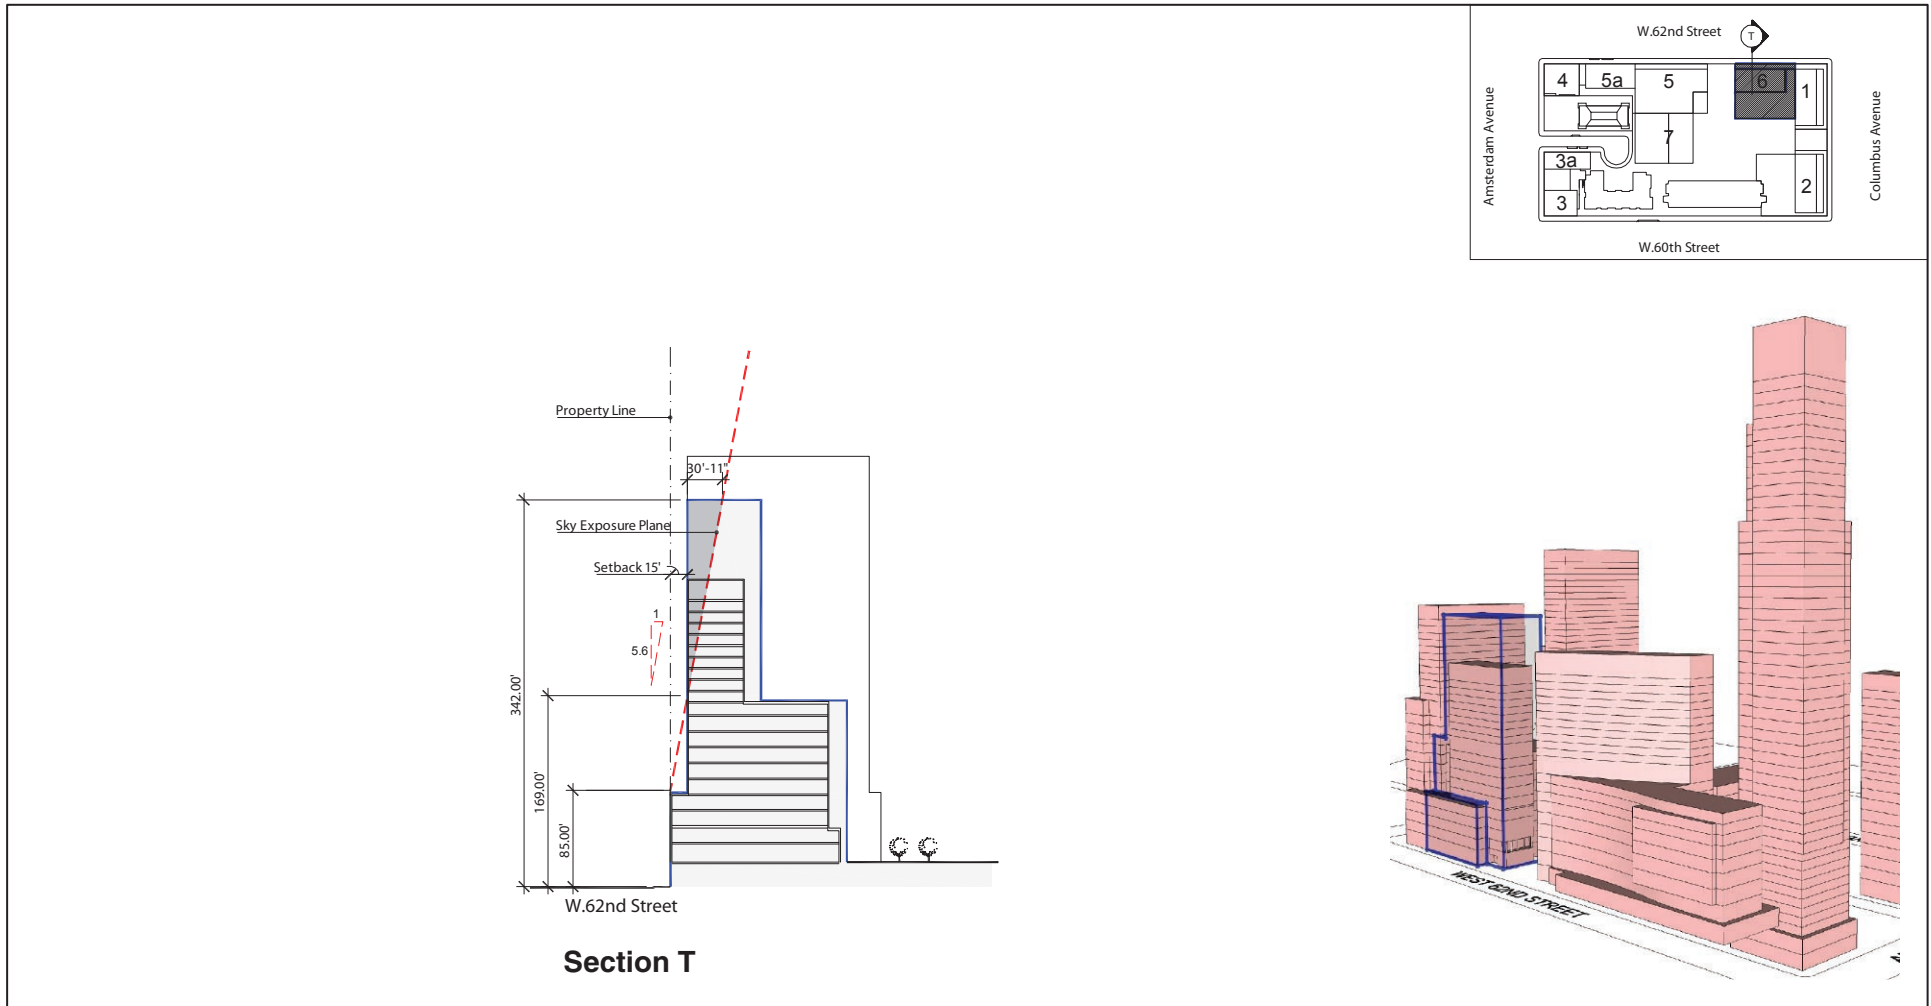 W.62nd Street
T
4
5a
5
6
1
7
3a
3
2
Amsterdam Avenue
Columbus Avenue
W.60th Street
Property Line
30'-11"
Sky Exposure Plane
Setback 15'
1
5.6
342.00'
169.00'
85.00'
W.62nd Street
Section T
WEST 62ND STREET